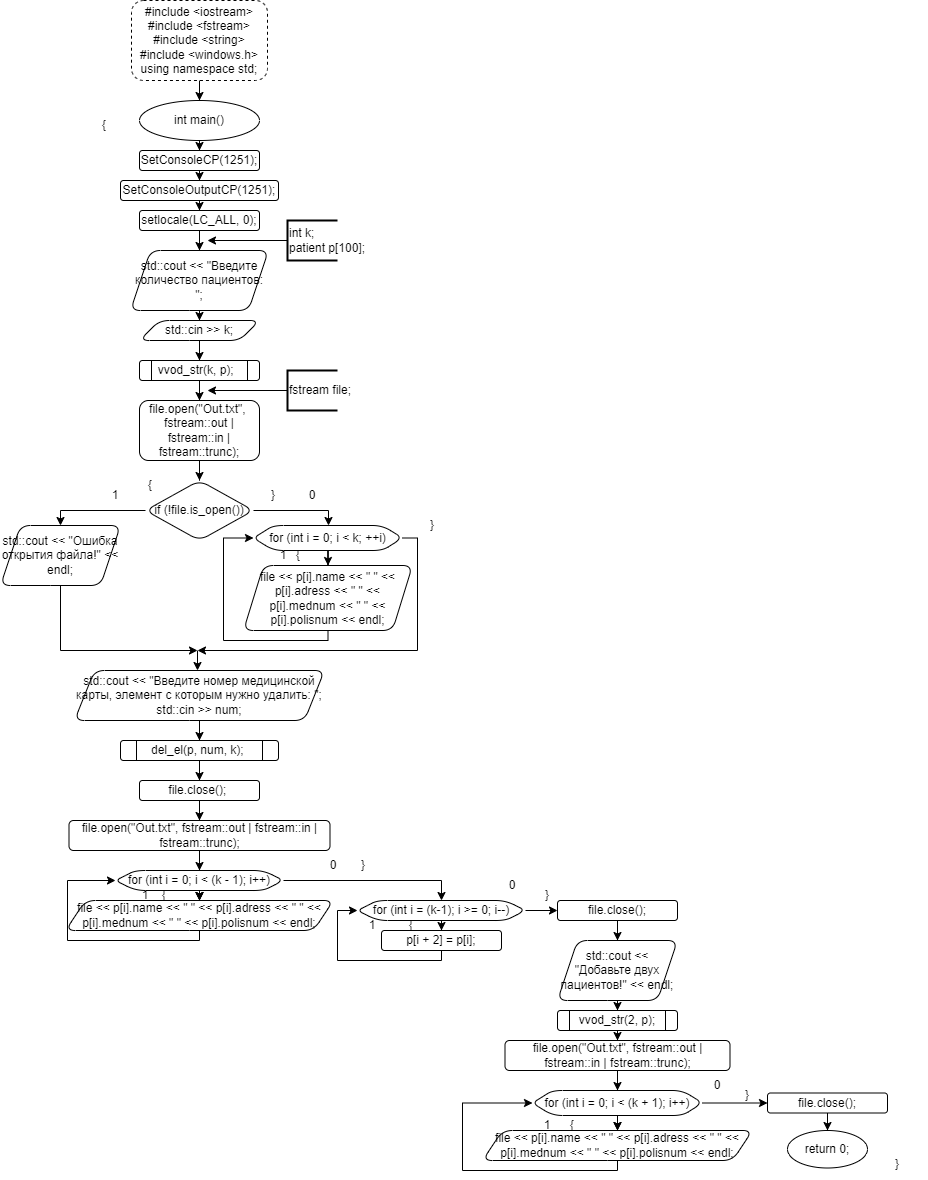 #include <iostream>
#include <fstream>
#include <string>
#include <windows.h>
using namespace std;
int main()
{
SetConsoleCP(1251);
SetConsoleOutputCP(1251);
setlocale(LC_ALL, 0);
int k;
patient p[100];
std::cout << "Введите
количество пациентов:
";
std::cin >> k;
vvod_str(k, p);
fstream file;
file.open("Out.txt",
fstream::out |
fstream::in |
fstream::trunc);
{
1
if (!file.is_open())
}
0
std::cout << "Ошибка
открытия файла!" <<
endl;
}
for (int i = 0; i < k; ++i)
1 {
file << p[i].name << " " <<
p[i].adress << " " <<
p[i].mednum << " " <<
p[i].polisnum << endl;
std::cout << "Введите номер медицинской
карты, элемент с которым нужно удалить: ";
std::cin >> num;
del_el(p, num, k);
file.close();
file.open("Out.txt", fstream::out | fstream::in |
fstream::trunc);
for (int i = 0; i < (k - 1); i++)
0 }
1 {
file << p[i].name << " " << p[i].adress << " " <<
p[i].mednum << " " << p[i].polisnum << endl;
0
}
for (int i = (k-1); i >= 0; i--)
1 {
p[i + 2] = p[i];
file.close();
std::cout <<
"Добавьте двух
пациентов!" << endl;
vvod_str(2, p);
file.open("Out.txt", fstream::out |
fstream::in | fstream::trunc);
0
}
for (int i = 0; i < (k + 1); i++)
1 {
file << p[i].name << " " << p[i].adress << " " <<
p[i].mednum << " " << p[i].polisnum << endl;
file.close();
return 0;
}